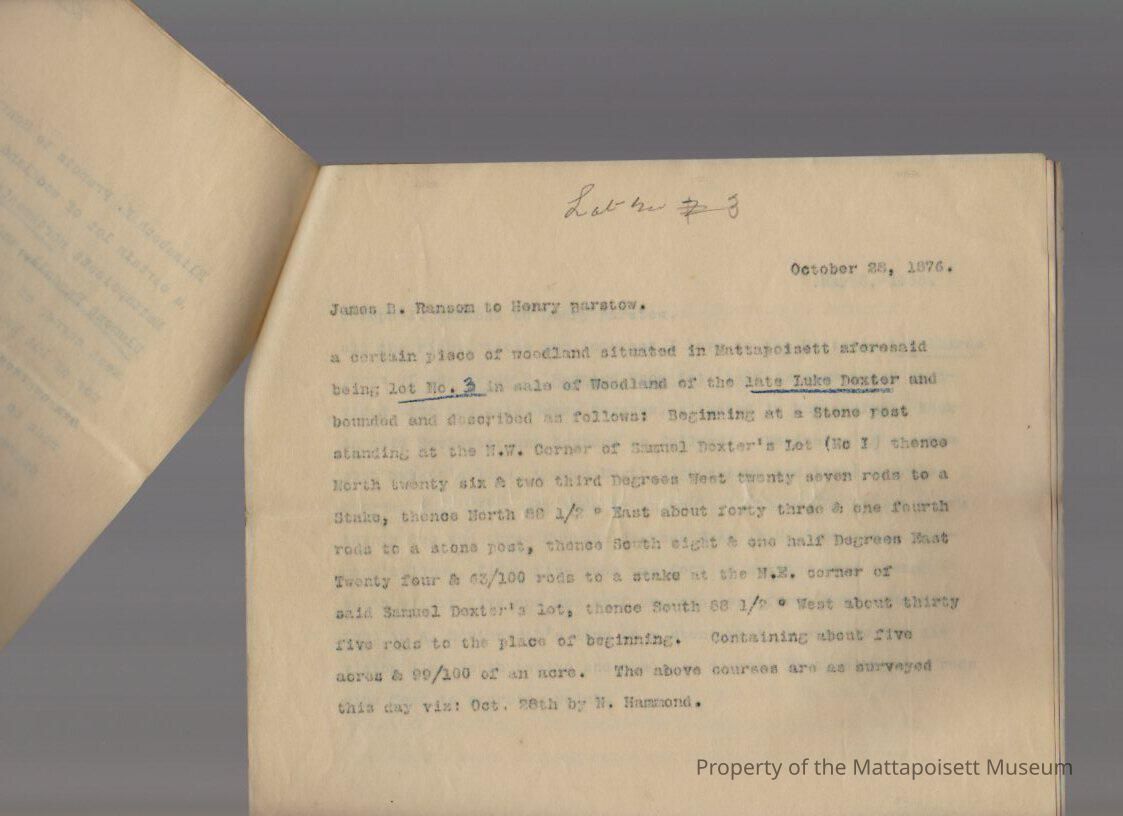 Lot No 7 3
October 28, 1876.
James B. Ransom to Henry Barstow.
a certain piece of woodland situated in Mattapoisett aforesaid
being lot No. 3 in sale of Woodland of the late Luke Dexter and
bounded and described as follows: Beginning at a Stone post
standing at the N.W. Corner of Samuel Dexter's Lot (No I ) thence
North twenty six & two third Degrees West twenty seven rods to a
Stake, thence North 88 1/2 ° East about forty three & one fourth
rods to a stone post, thence South eight & one half Degrees East
Twenty four & 63/100 rods to a stake at the N.E. corner of
said Samuel Dexter's lot, thence South 88 1/2 ° West about thirty
five rods to the place of beginning. Containing about five
acres & 99/100 of an acre. The above courses are as surveyed
this day viz: Oct. 28th by N. Hammond.
Property of the Mattapoisett Museum